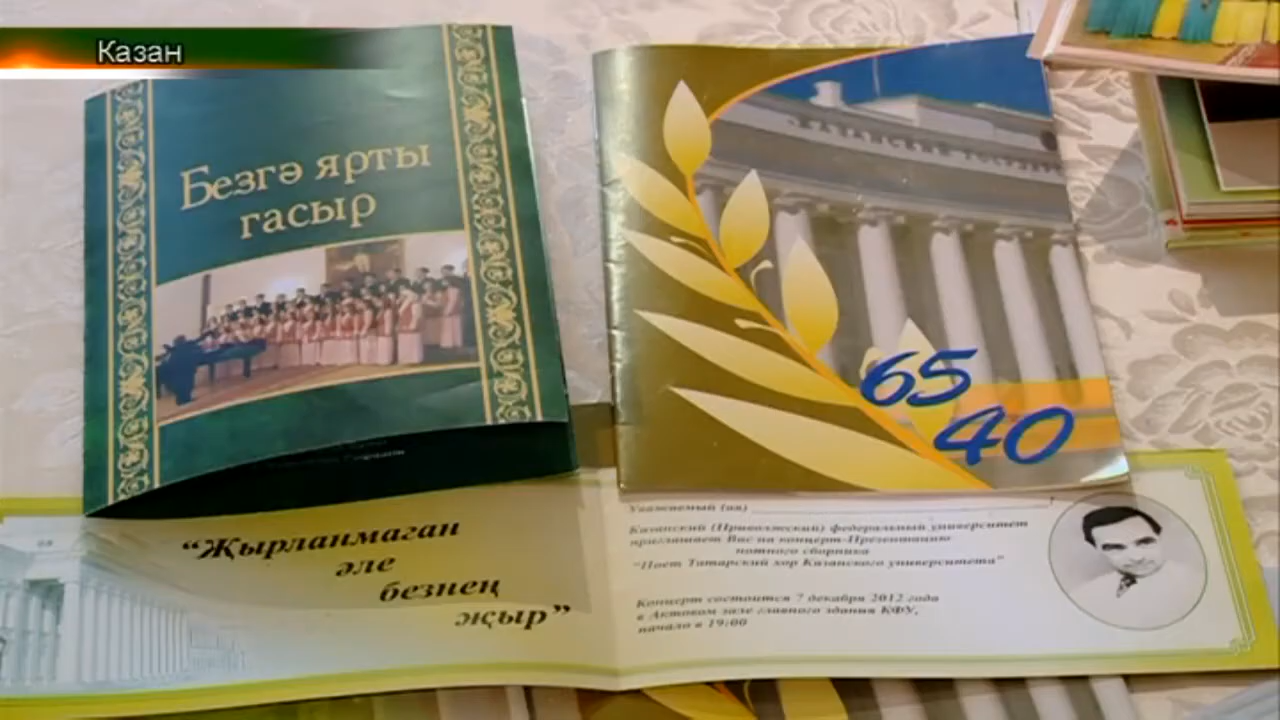 Казан
Безгә ярты
гасыр
65
40
“Җырланмаган
әле
безнең
җыр”
Уважаемый (ая)
Казанский (Приволжский) федеральный университет
приглашает Вас на концерт-Презентацию
нотного сборника
“Поет Татарский хор Казанского университета”
Концерт состоится 7 декабря 2012 года
в Актовом зале главного здания КФУ,
начало в 19:00